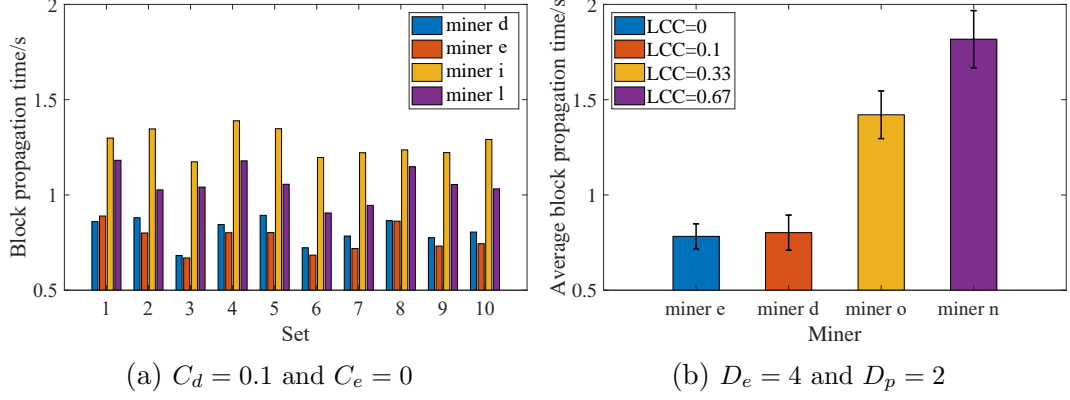 Block propagation time/s
2
1.5
1
0.5
miner d
miner e
miner i
miner l
1 2 3 4 5 6 7 8 9 10
Set
(a) C_d = 0.1 and C_e = 0
Average block propagation time/s
2
1.5
1
0.5
LCC=0
LCC=0.1
LCC=0.33
LCC=0.67
miner e miner d miner o miner n
Miner
(b) D_e = 4 and D_p = 2